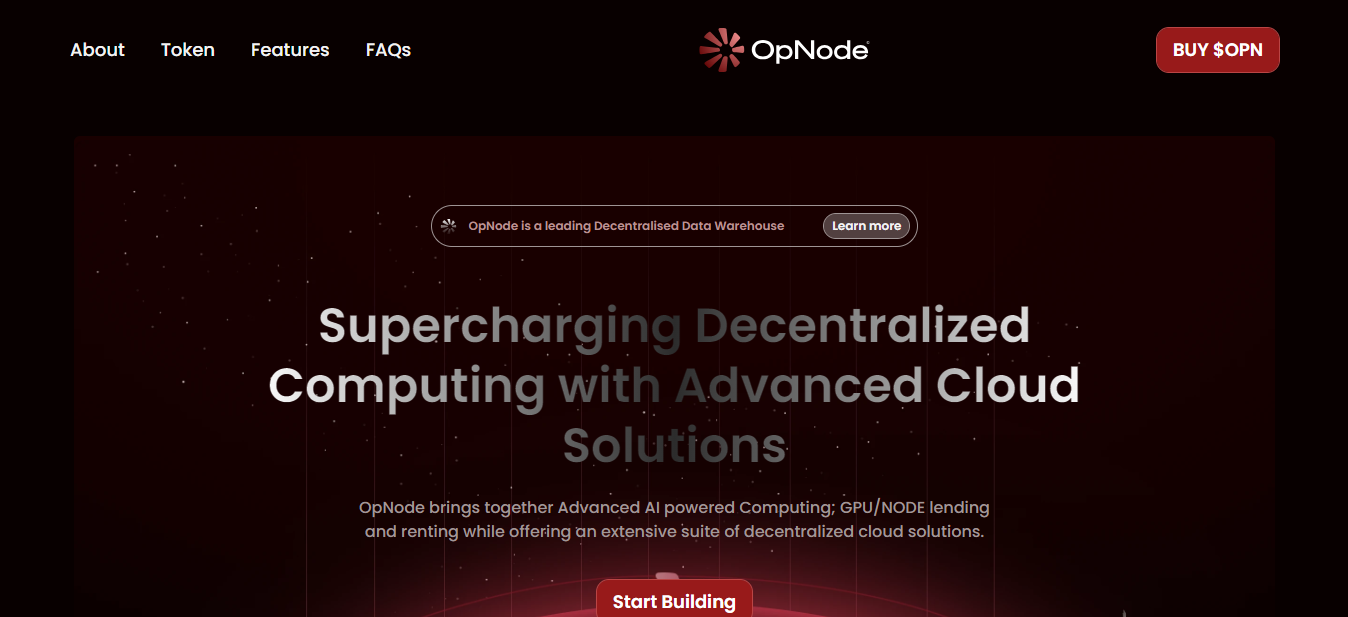 About Token Features FAQs OpNode BUY $OPN
OpNode is a leading Decentralised Data Warehouse Learn more
Supercharging Decentralized
Computing with Advanced Cloud
Solutions
OpNode brings together Advanced AI powered Computing; GPU/NODE lending
and renting while offering an extensive suite of decentralized cloud solutions.
Start Building